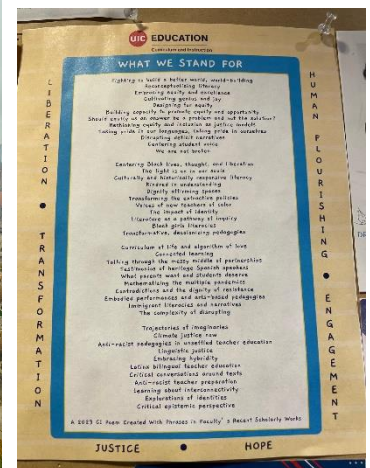 UIC EDUCATION
Curriculum and Instruction
WHAT WE STAND FOR
Fighting to build a better world, world-building
Reconceptualizing literacy
Embracing equity and excellence
Cultivating genius and joy
Designing for equity
Building capacity to promote equity and opportunity
Should entity as an answer be a problem and not the solution?
Rethinking equity and inclusion as justice models
Taking pride in our languages, taking pride in ourselves
Disrupting deficit narratives
Centering student voice
We are not broken
Centering Black lives, thought, and liberation
The light is on in our souls
Culturally and historically responsive literacy
Kindred in understanding
Dignity affirming spaces
Transforming the extractive policies
Values of new teachers of color
The impact of identity
Literature as a pathway of inquiry
Black girls literacies
Transformative, decolonizing pedagogies
Curriculum of life and algorithm of love
Connected learning
Talking through the messy middle of partnerships
Testimonios of heritage Spanish speakers
What parents want and students deserve
Mathematizing the multiple pandemics
Contradictions and the dignity of resistance
Embodied performances and arts-based pedagogies
Immigrant literacies and narratives
The complexity of disrupting
Trajectories of imaginaries
Climate justice now
Anti-racist pedagogies in unsettled teacher education
Linguistic justice
Embracing hybridity
Latinx bilingual teacher education
Critical conversations around texts
Anti-racist teacher preparation
Learning about interconnectivity
Explorations of identities
Critical epistemic perspective
A 2023 CI Poem Created With Phrases in Faculty's Recent Scholarly Works
LIBERATION • TRANSFORMATION
HUMAN FLOURISHING • ENGAGEMENT
JUSTICE • HOPE